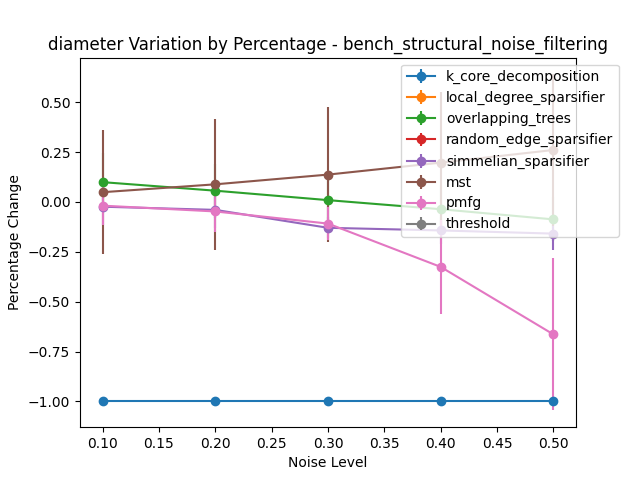 diameter Variation by Percentage - bench_structural_noise_filtering
k_core_decomposition
local_degree_sparsifier
overlapping_trees
random_edge_sparsifier
simmelian_sparsifier
mst
pmfg
threshold
Percentage Change
0.50
0.25
0.00
−0.25
−0.50
−0.75
−1.00
0.10 0.15 0.20 0.25 0.30 0.35 0.40 0.45 0.50
Noise Level